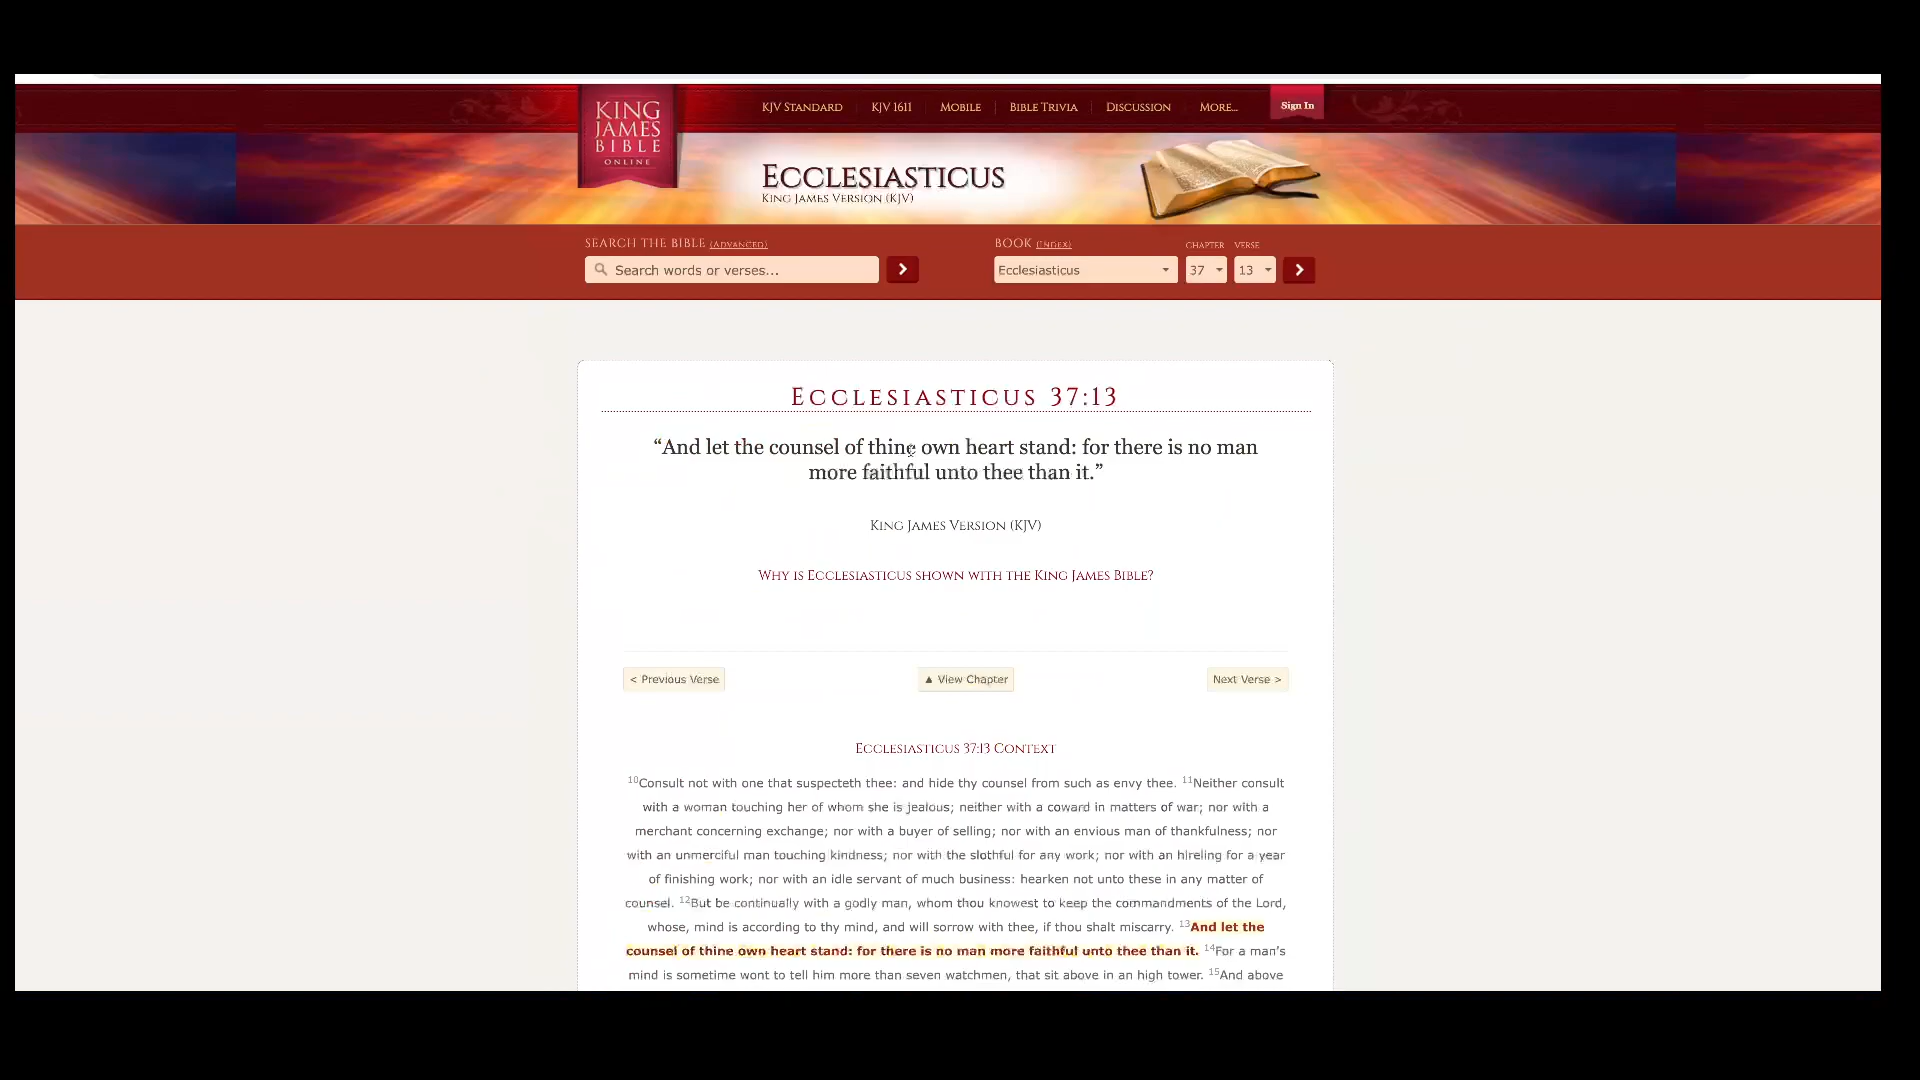 KING
JAMES
BIBLE
ONLINE
KJV STANDARD KJV 1611 MOBILE BIBLE TRIVIA DISCUSSION MORE... Sign In
ECCLESIASTICUS
KING JAMES VERSION (KJV)
SEARCH THE BIBLE (ADVANCED) BOOK (INDEX) CHAPTER VERSE
Search words or verses... Ecclesiasticus 37 13
ECCLESIASTICUS 37:13
“And let the counsel of thine own heart stand: for there is no man
more faithful unto thee than it.”
KING JAMES VERSION (KJV)
WHY IS ECCLESIASTICUS SHOWN WITH THE KING JAMES BIBLE?
< Previous Verse ▲ View Chapter Next Verse >
ECCLESIASTICUS 37:13 CONTEXT
10Consult not with one that suspecteth thee: and hide thy counsel from such as envy thee. 11Neither consult
with a woman touching her of whom she is jealous; neither with a coward in matters of war; nor with a
merchant concerning exchange; nor with a buyer of selling; nor with an envious man of thankfulness; nor
with an unmerciful man touching kindness; nor with the slothful for any work; nor with an hireling for a year
of finishing work; nor with an idle servant of much business: hearken not unto these in any matter of
counsel. 12But be continually with a godly man, whom thou knowest to keep the commandments of the Lord,
whose, mind is according to thy mind, and will sorrow with thee, if thou shalt miscarry. 13And let the
counsel of thine own heart stand: for there is no man more faithful unto thee than it. 14For a man's
mind is sometime wont to tell him more than seven watchmen, that sit above in an high tower. 15And above